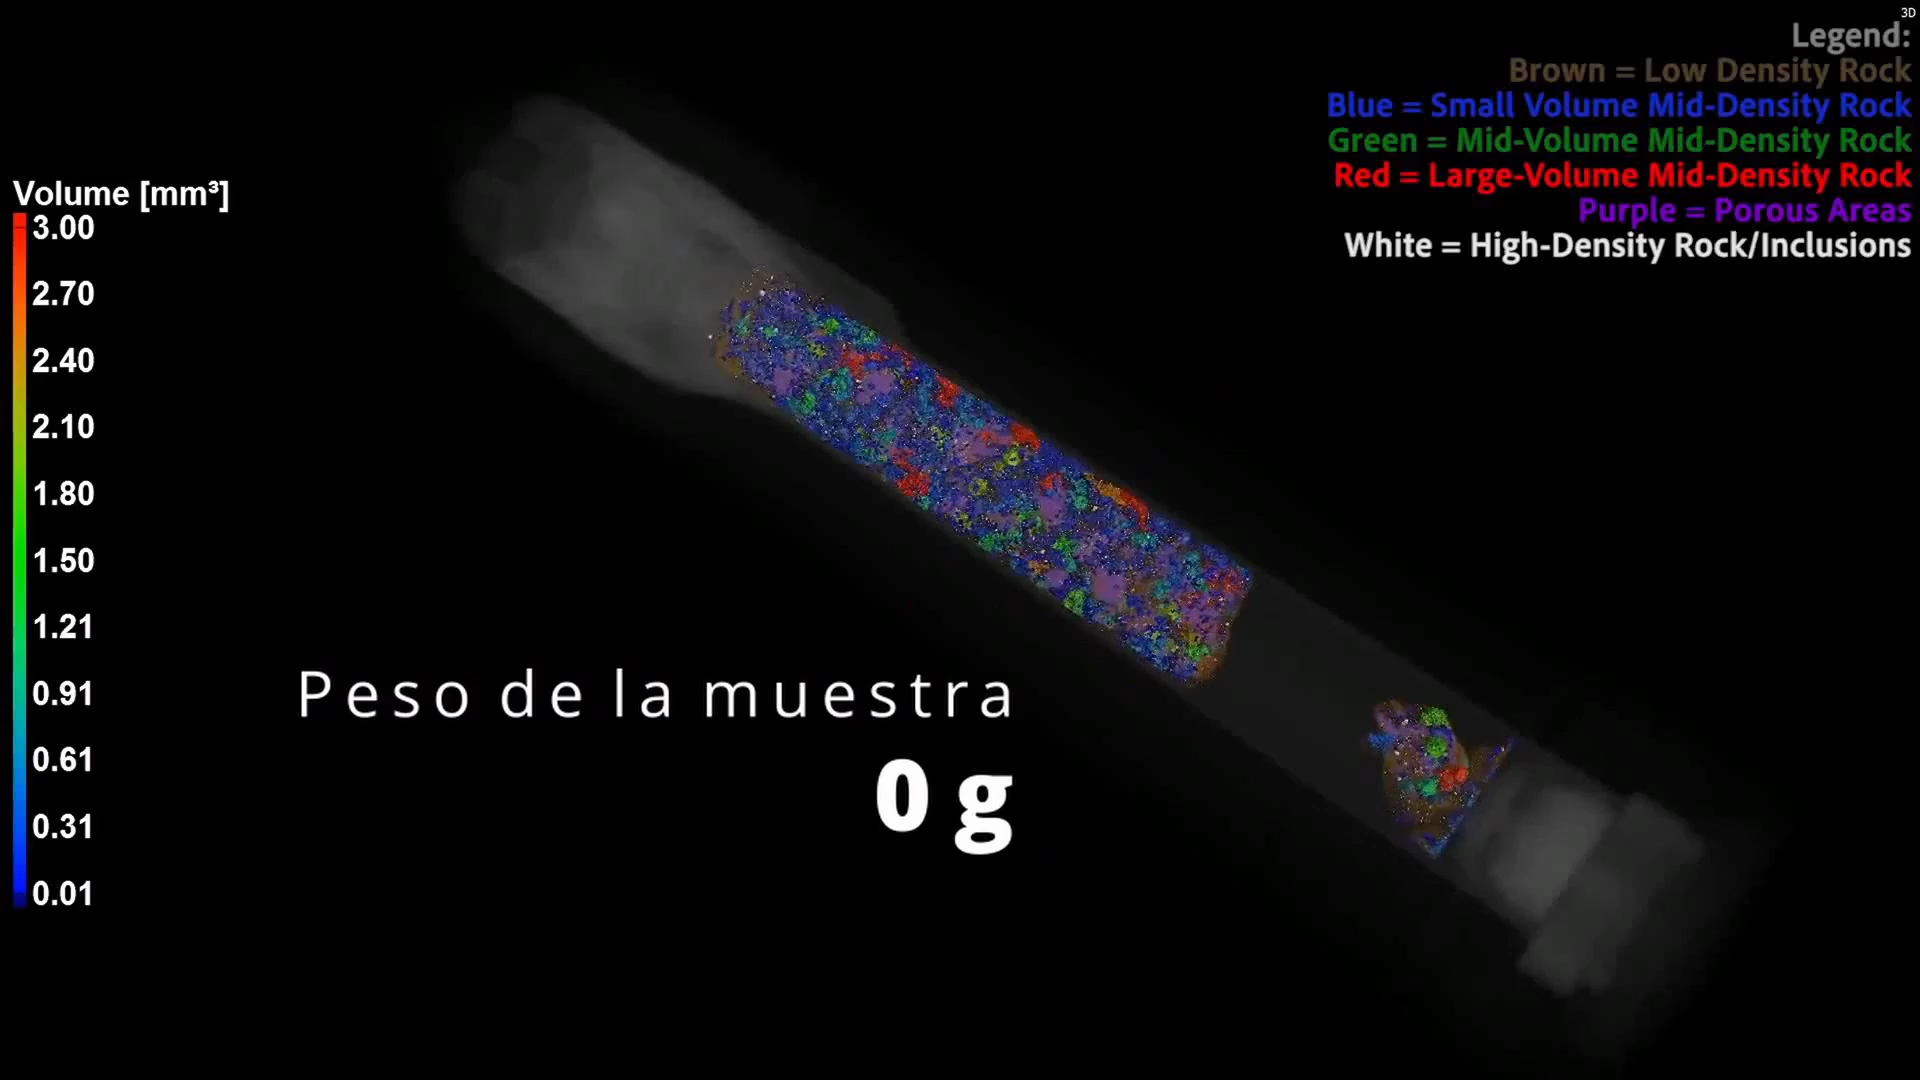 3D
Legend:
Brown = Low Density Rock
Blue = Small Volume Mid-Density Rock
Green = Mid-Volume Mid-Density Rock
Red = Large-Volume Mid-Density Rock
Purple = Porous Areas
White = High-Density Rock/Inclusions
Volume [mm³]
3.00
2.70
2.40
2.10
1.80
1.50
1.21
0.91
0.61
0.31
0.01
Peso de la muestra
0 g